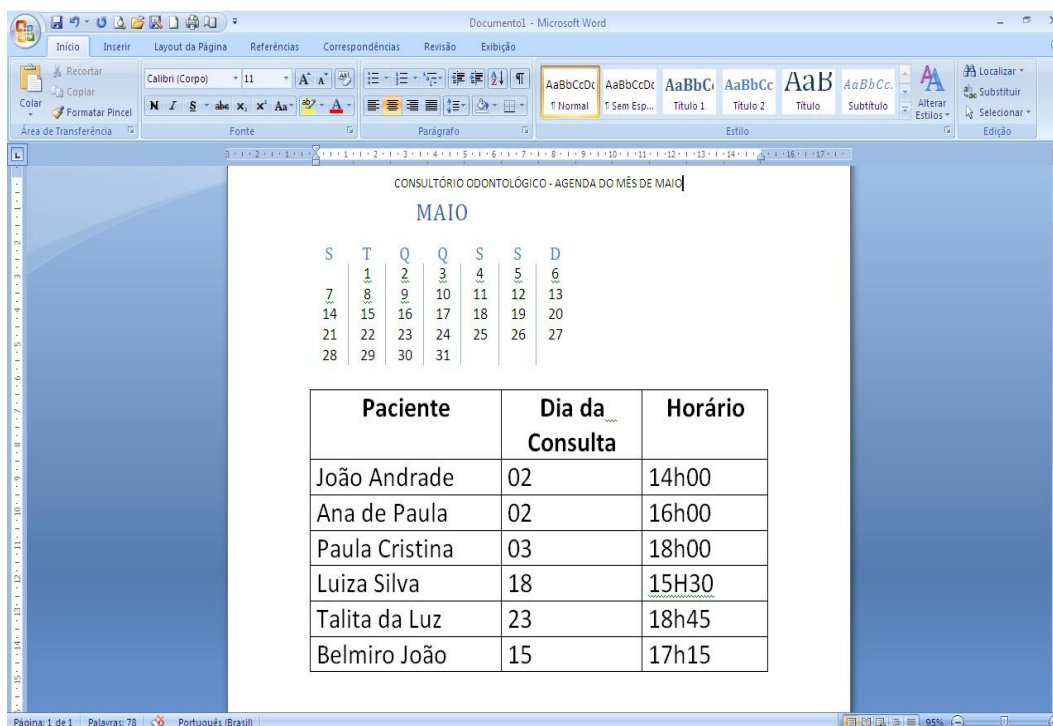 Documento1 - Microsoft Word
Início Inserir Layout da Página Referências Correspondências Revisão Exibição
Colar
Recortar
Copiar
Formatar Pincel
Área de Transferência
Calibri (Corpo) 11
Fonte
Parágrafo
AaBbCcDc AaBbCcDc AaBbC AaBbCc AaB AaBbCc.
¶ Normal ¶ Sem Esp... Título 1 Título 2 Título Subtítulo
Alterar Estilos
Estilo
Localizar
Substituir
Selecionar
Edição
CONSULTÓRIO ODONTOLÓGICO - AGENDA DO MÊS DE MAIO
MAIO
S T Q Q S S D
1 2 3 4 5 6
7 8 9 10 11 12 13
14 15 16 17 18 19 20
21 22 23 24 25 26 27
28 29 30 31
Paciente Dia da Consulta Horário
João Andrade 02 14h00
Ana de Paula 02 16h00
Paula Cristina 03 18h00
Luiza Silva 18 15H30
Talita da Luz 23 18h45
Belmiro João 15 17h15
Página: 1 de 1 Palavras: 78 Português (Brasil) 95%